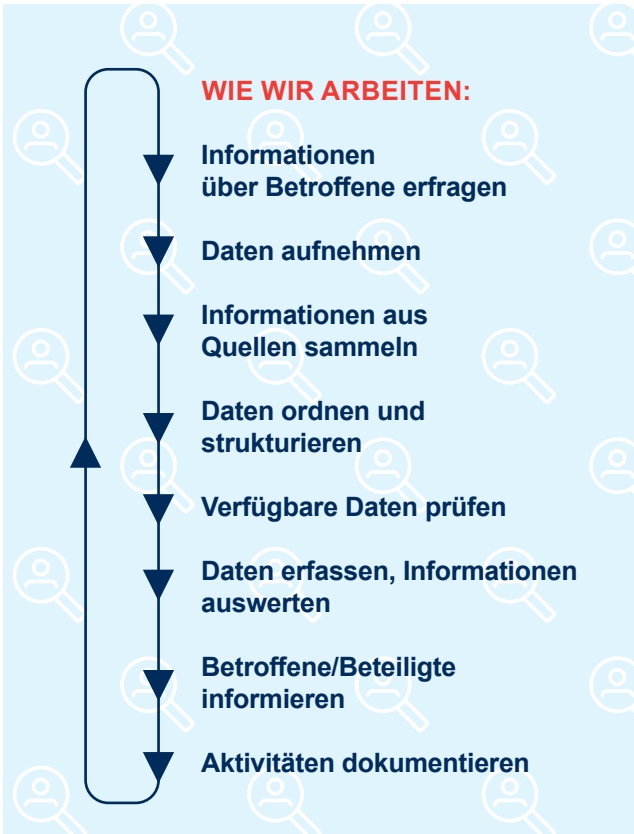 WIE WIR ARBEITEN:
Informationen
über Betroffene erfragen
Daten aufnehmen
Informationen aus
Quellen sammeln
Daten ordnen und
strukturieren
Verfügbare Daten prüfen
Daten erfassen, Informationen
auswerten
Betroffene/Beteiligte
informieren
Aktivitäten dokumentieren